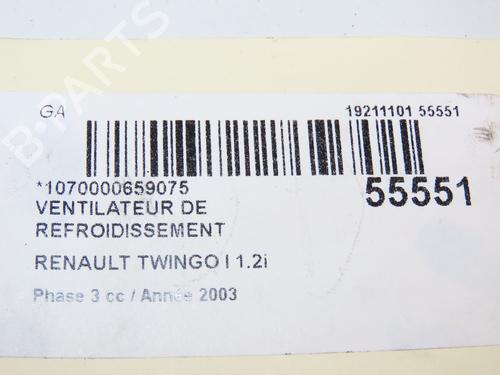 GA
19211101 55551
*1070000659075
55551
VENTILATEUR DE
REFROIDISSEMENT
RENAULT TWINGO I 1.2i
Phase 3 cc / Année 2003
B-PARTS